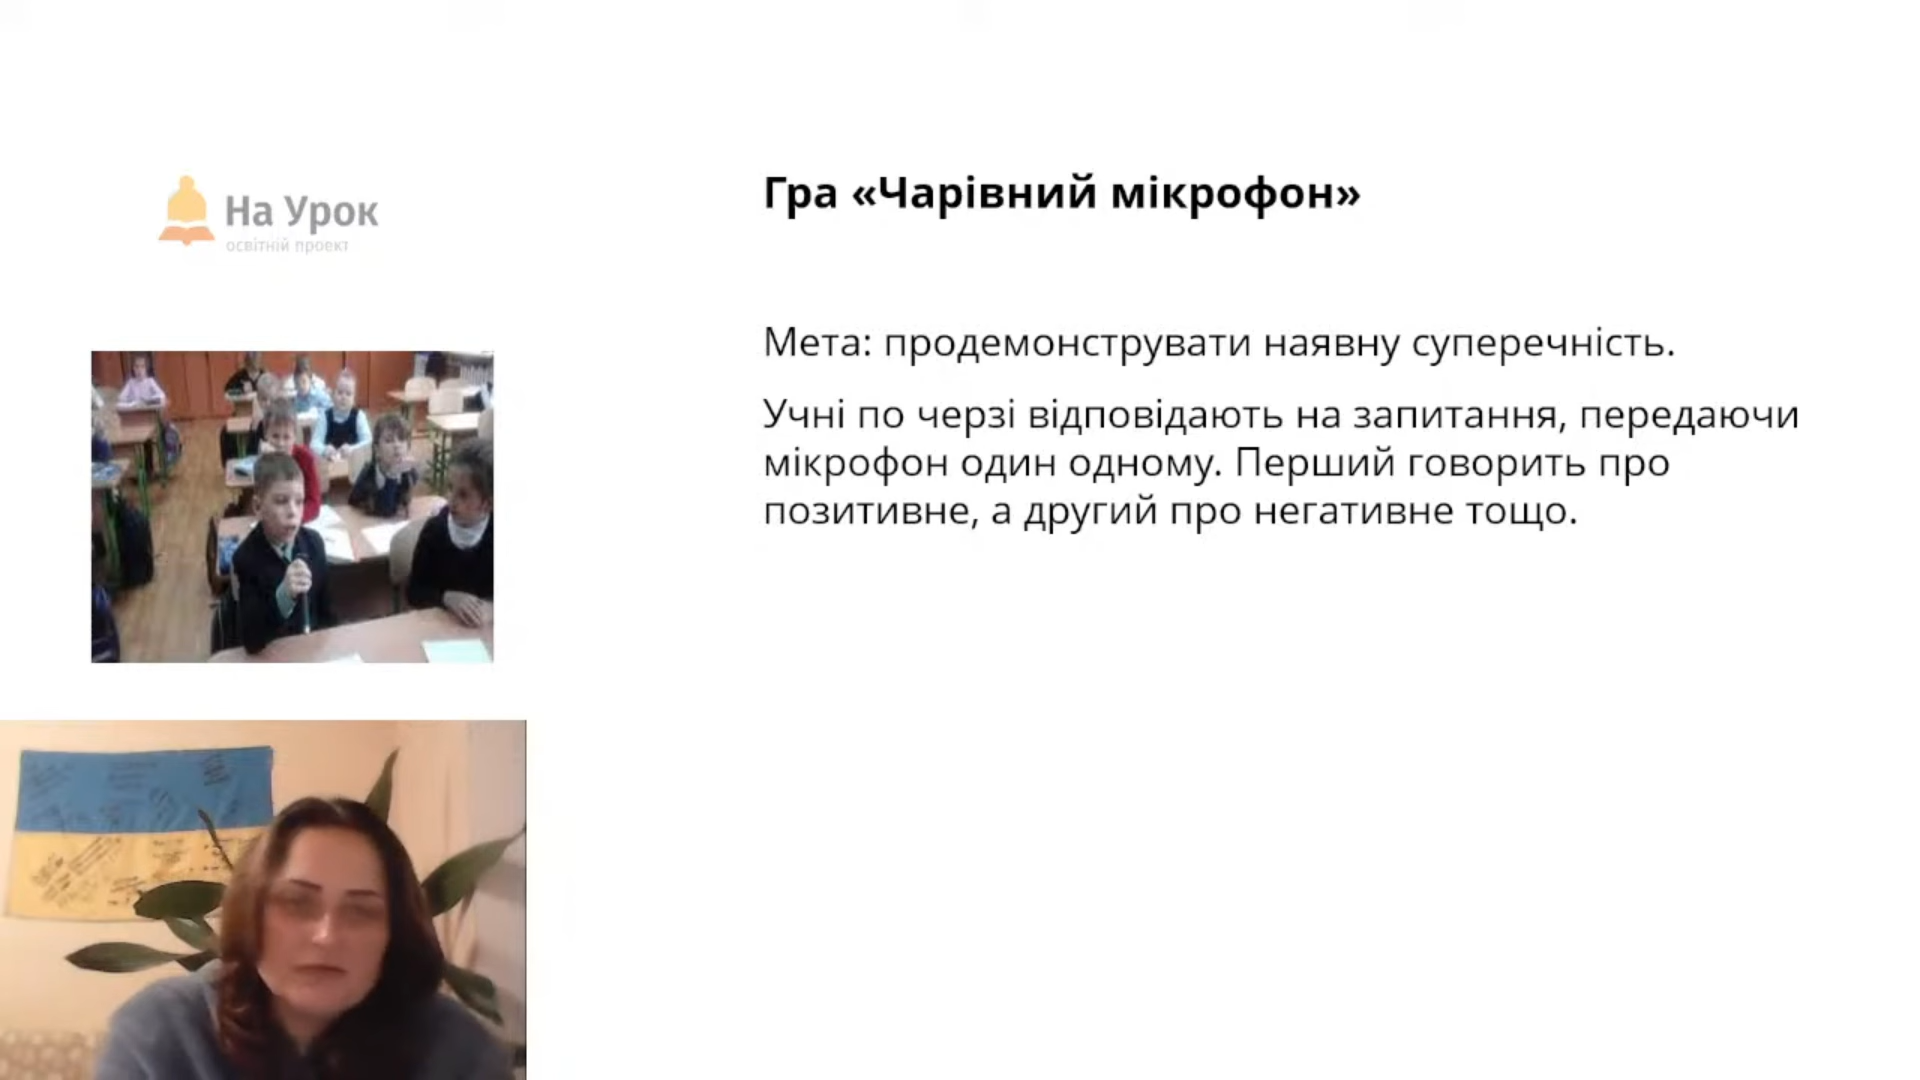 На Урок
освітній проект
Гра «Чарівний мікрофон»
Мета: продемонструвати наявну суперечність.
Учні по черзі відповідають на запитання, передаючи
мікрофон один одному. Перший говорить про
позитивне, а другий про негативне тощо.